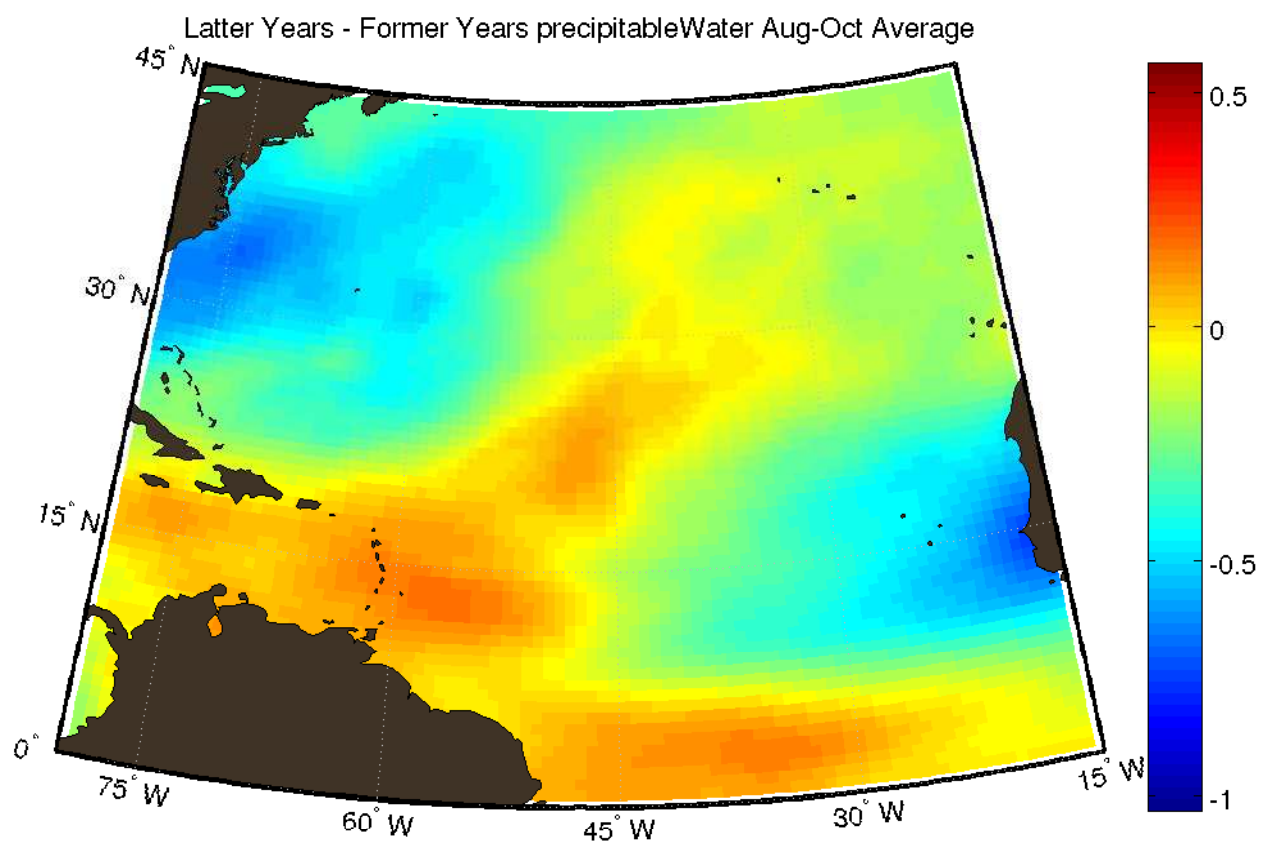 Latter Years - Former Years precipitableWater Aug-Oct Average
45° N
30° N
15° N
0°
75° W
60° W
45° W
30° W
15° W
0.5
0
-0.5
-1